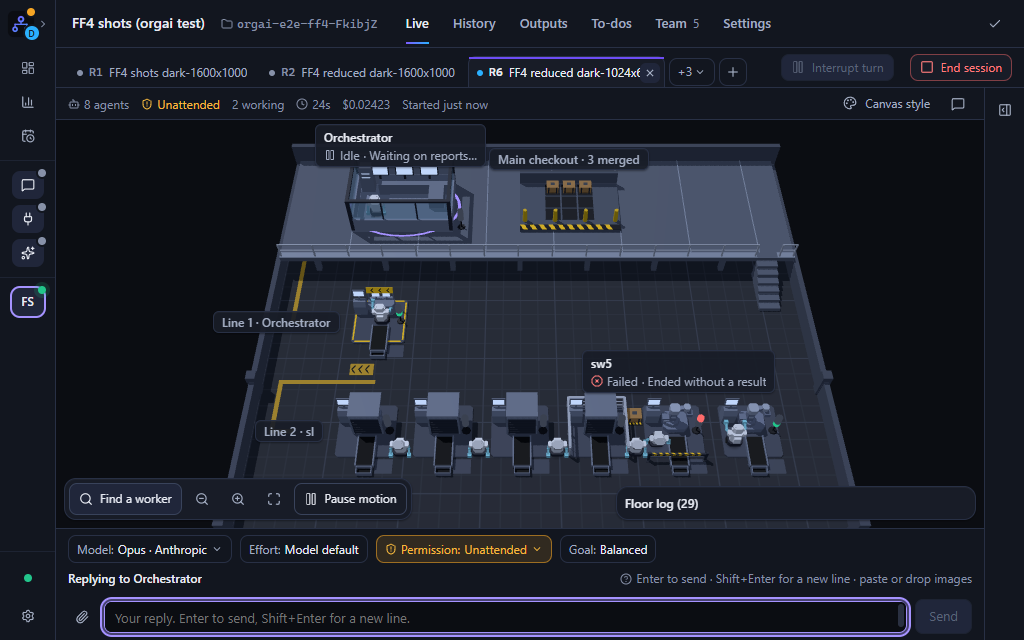 FF4 shots (orgai test)
orgai-e2e-ff4-FkibjZ
Live
History
Outputs
To-dos
Team 5
Settings
D
R1 FF4 shots dark-1600x1000
R2 FF4 reduced dark-1600x1000
R6 FF4 reduced dark-1024x6
+3
Interrupt turn
End session
8 agents
Unattended
2 working
24s
$0.02423
Started just now
Canvas style
FS
Orchestrator
Idle · Waiting on reports...
Main checkout · 3 merged
Line 1 · Orchestrator
sw5
Failed · Ended without a result
Line 2 · sl
Find a worker
Pause motion
Floor log (29)
Model: Opus · Anthropic
Effort: Model default
Permission: Unattended
Goal: Balanced
Replying to Orchestrator
Enter to send · Shift+Enter for a new line · paste or drop images
Your reply. Enter to send, Shift+Enter for a new line.
Send